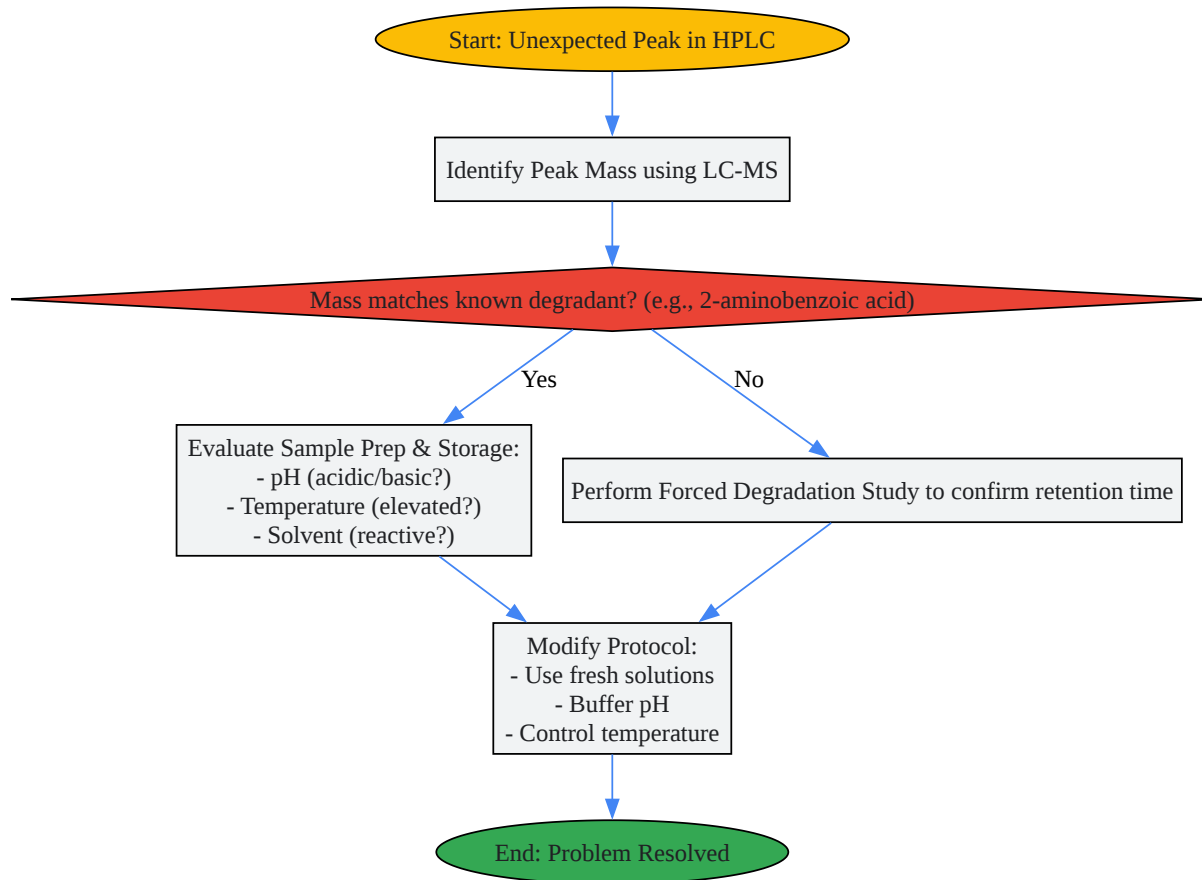 Start: Unexpected Peak in HPLC
Identify Peak Mass using LC-MS
Mass matches known degradant? (e.g., 2-aminobenzoic acid)
Yes
No
Evaluate Sample Prep & Storage:
- pH (acidic/basic?)
- Temperature (elevated?)
- Solvent (reactive?)
Perform Forced Degradation Study to confirm retention time
Modify Protocol:
- Use fresh solutions
- Buffer pH
- Control temperature
End: Problem Resolved